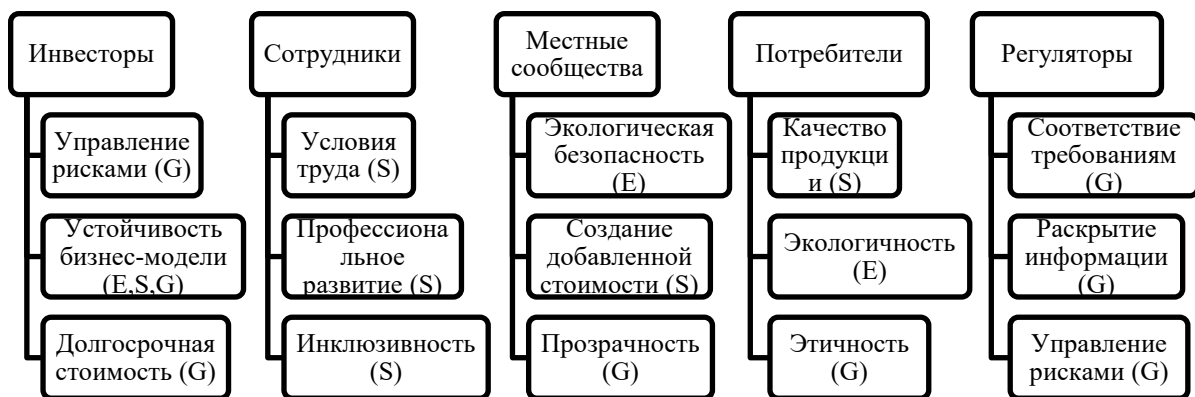 Инвесторы
Управление
рисками (G)
Устойчивость
бизнес-модели
(E,S,G)
Долгосрочная
стоимость (G)
Сотрудники
Условия
труда (S)
Профессиона
льное
развитие (S)
Инклюзивность
(S)
Местные
сообщества
Экологическая
безопасность
(E)
Создание
добавленной
стоимости (S)
Прозрачность
(G)
Потребители
Качество
продукци
и (S)
Экологичность
(E)
Этичность
(G)
Регуляторы
Соответствие
требованиям
(G)
Раскрытие
информации
(G)
Управление
рисками (G)